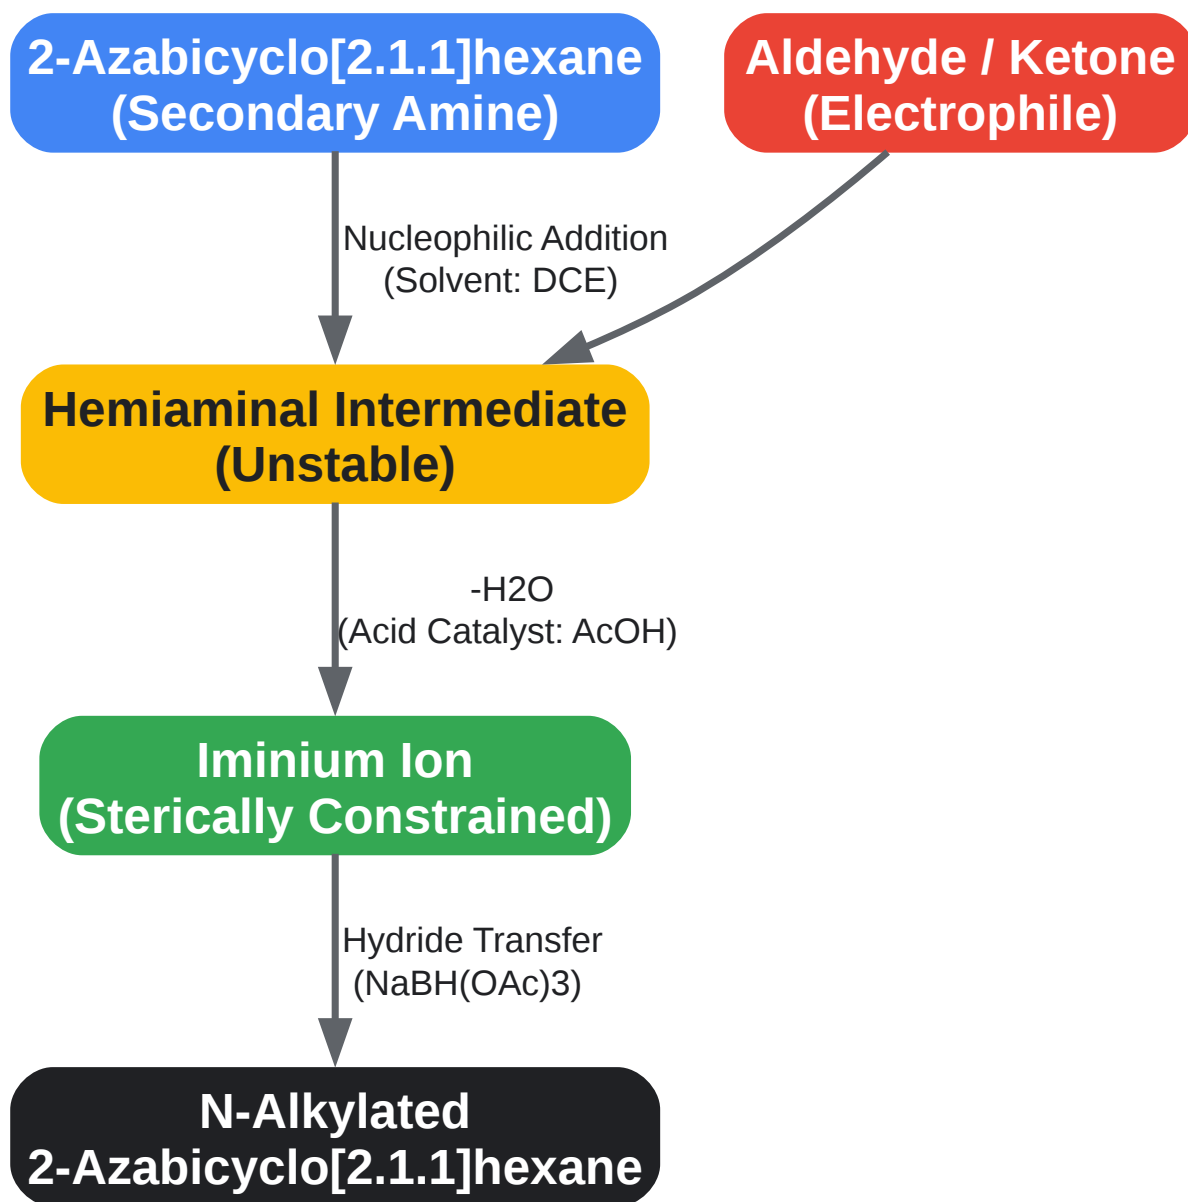 2-Azabicyclo[2.1.1]hexane
(Secondary Amine)
Aldehyde / Ketone
(Electrophile)
Nucleophilic Addition
(Solvent: DCE)
Hemiaminal Intermediate
(Unstable)
-H2O
(Acid Catalyst: AcOH)
Iminium Ion
(Sterically Constrained)
Hydride Transfer
(NaBH(OAc)3)
N-Alkylated
2-Azabicyclo[2.1.1]hexane